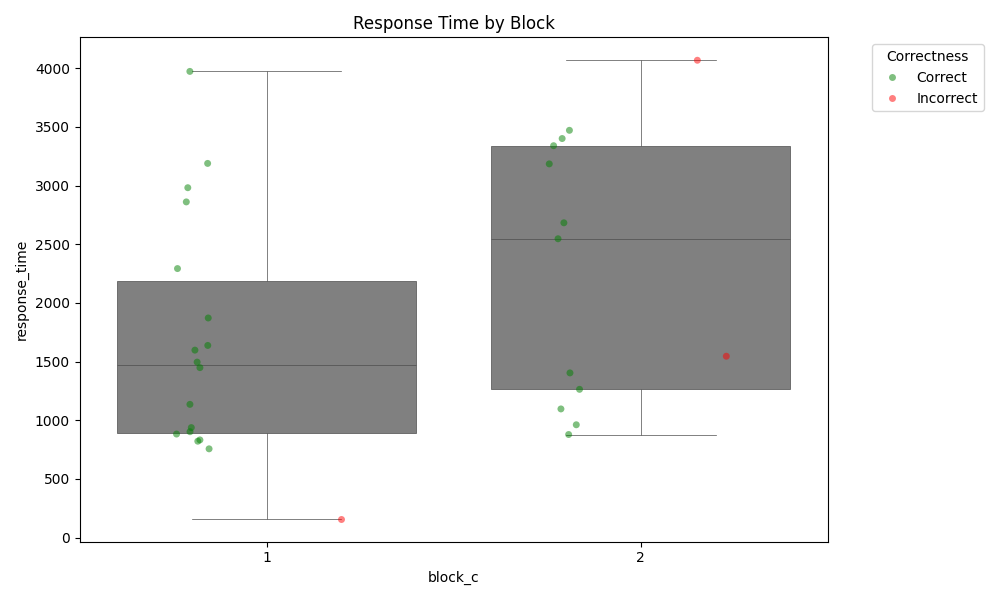 Response Time by Block
Correctness
Correct
Incorrect
response_time
4000
3500
3000
2500
2000
1500
1000
500
0
1
2
block_c